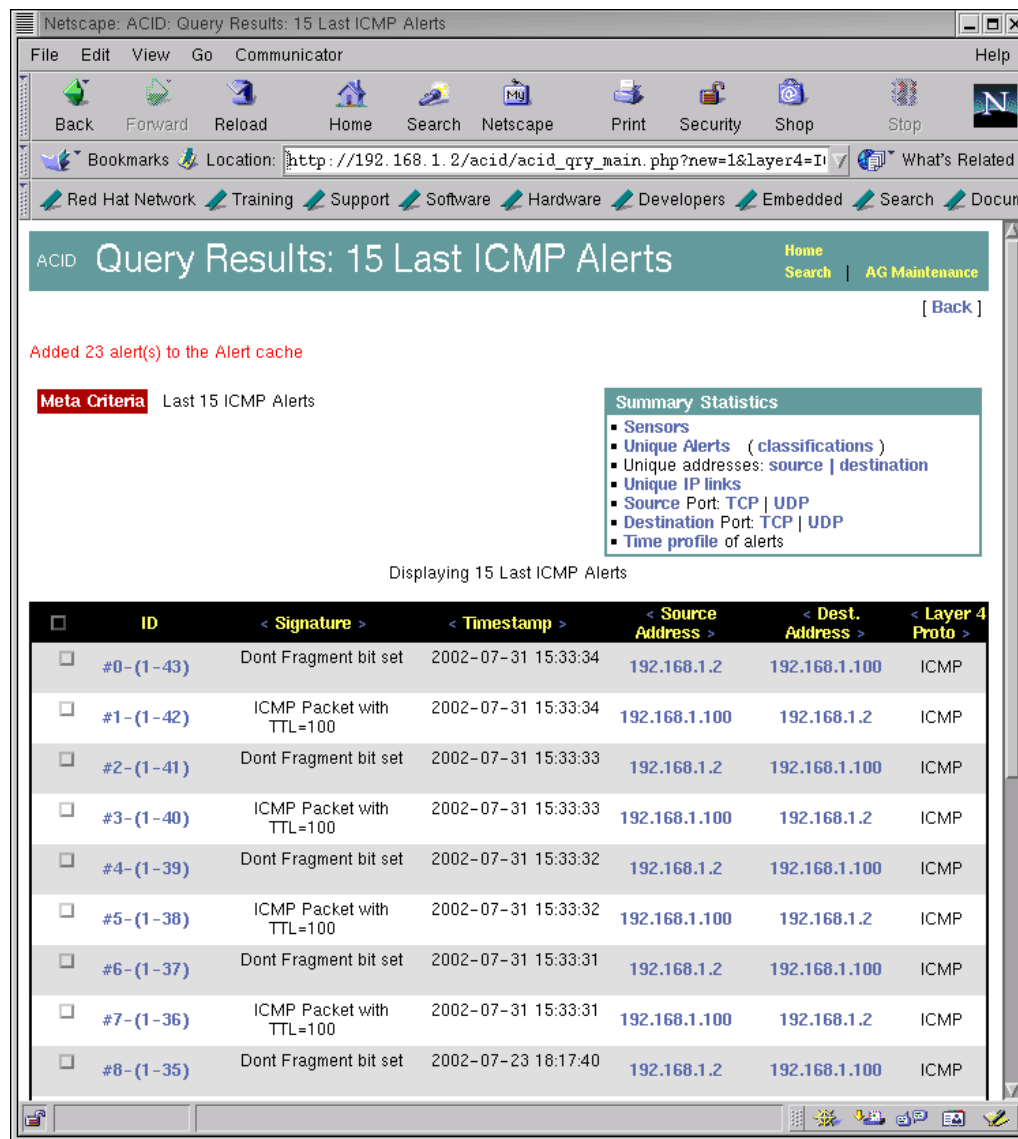 Netscape: ACID: Query Results: 15 Last ICMP Alerts
File Edit View Go Communicator Help
Back Forward Reload Home Search Netscape Print Security Shop Stop
My
N
Bookmarks Location: http://192.168.1.2/acid/acid_qry_main.php?new=1&layer4=I What's Related
Red Hat Network Training Support Software Hardware Developers Embedded Search Docum
ACID Query Results: 15 Last ICMP Alerts
Home
Search | AG Maintenance
[ Back ]
Added 23 alert(s) to the Alert cache
Meta Criteria Last 15 ICMP Alerts
Summary Statistics
Sensors
Unique Alerts ( classifications )
Unique addresses: source | destination
Unique IP links
Source Port: TCP | UDP
Destination Port: TCP | UDP
Time profile of alerts
Displaying 15 Last ICMP Alerts
ID < Signature > < Timestamp > < Source Address > < Dest. Address > < Layer 4 Proto >
#0-(1-43) Dont Fragment bit set 2002-07-31 15:33:34 192.168.1.2 192.168.1.100 ICMP
#1-(1-42) ICMP Packet with TTL=100 2002-07-31 15:33:34 192.168.1.100 192.168.1.2 ICMP
#2-(1-41) Dont Fragment bit set 2002-07-31 15:33:33 192.168.1.2 192.168.1.100 ICMP
#3-(1-40) ICMP Packet with TTL=100 2002-07-31 15:33:33 192.168.1.100 192.168.1.2 ICMP
#4-(1-39) Dont Fragment bit set 2002-07-31 15:33:32 192.168.1.2 192.168.1.100 ICMP
#5-(1-38) ICMP Packet with TTL=100 2002-07-31 15:33:32 192.168.1.100 192.168.1.2 ICMP
#6-(1-37) Dont Fragment bit set 2002-07-31 15:33:31 192.168.1.2 192.168.1.100 ICMP
#7-(1-36) ICMP Packet with TTL=100 2002-07-31 15:33:31 192.168.1.100 192.168.1.2 ICMP
#8-(1-35) Dont Fragment bit set 2002-07-23 18:17:40 192.168.1.2 192.168.1.100 ICMP